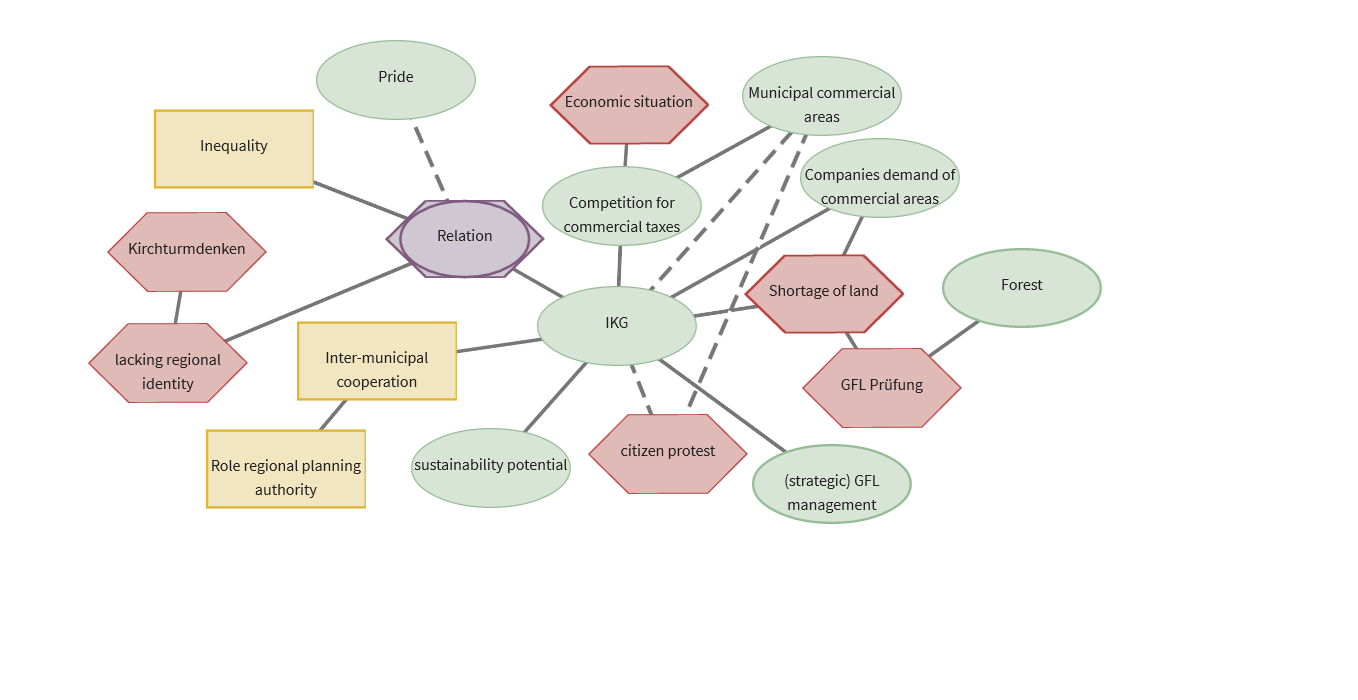 Pride
Economic situation
Municipal commercial
areas
Inequality
Companies demand of
commercial areas
Competition for
commercial taxes
Relation
Kirchturmdenken
Shortage of land
Forest
IKG
lacking regional
identity
Inter-municipal
cooperation
GFL Prüfung
Role regional planning
authority
sustainability potential
citizen protest
(strategic) GFL
management